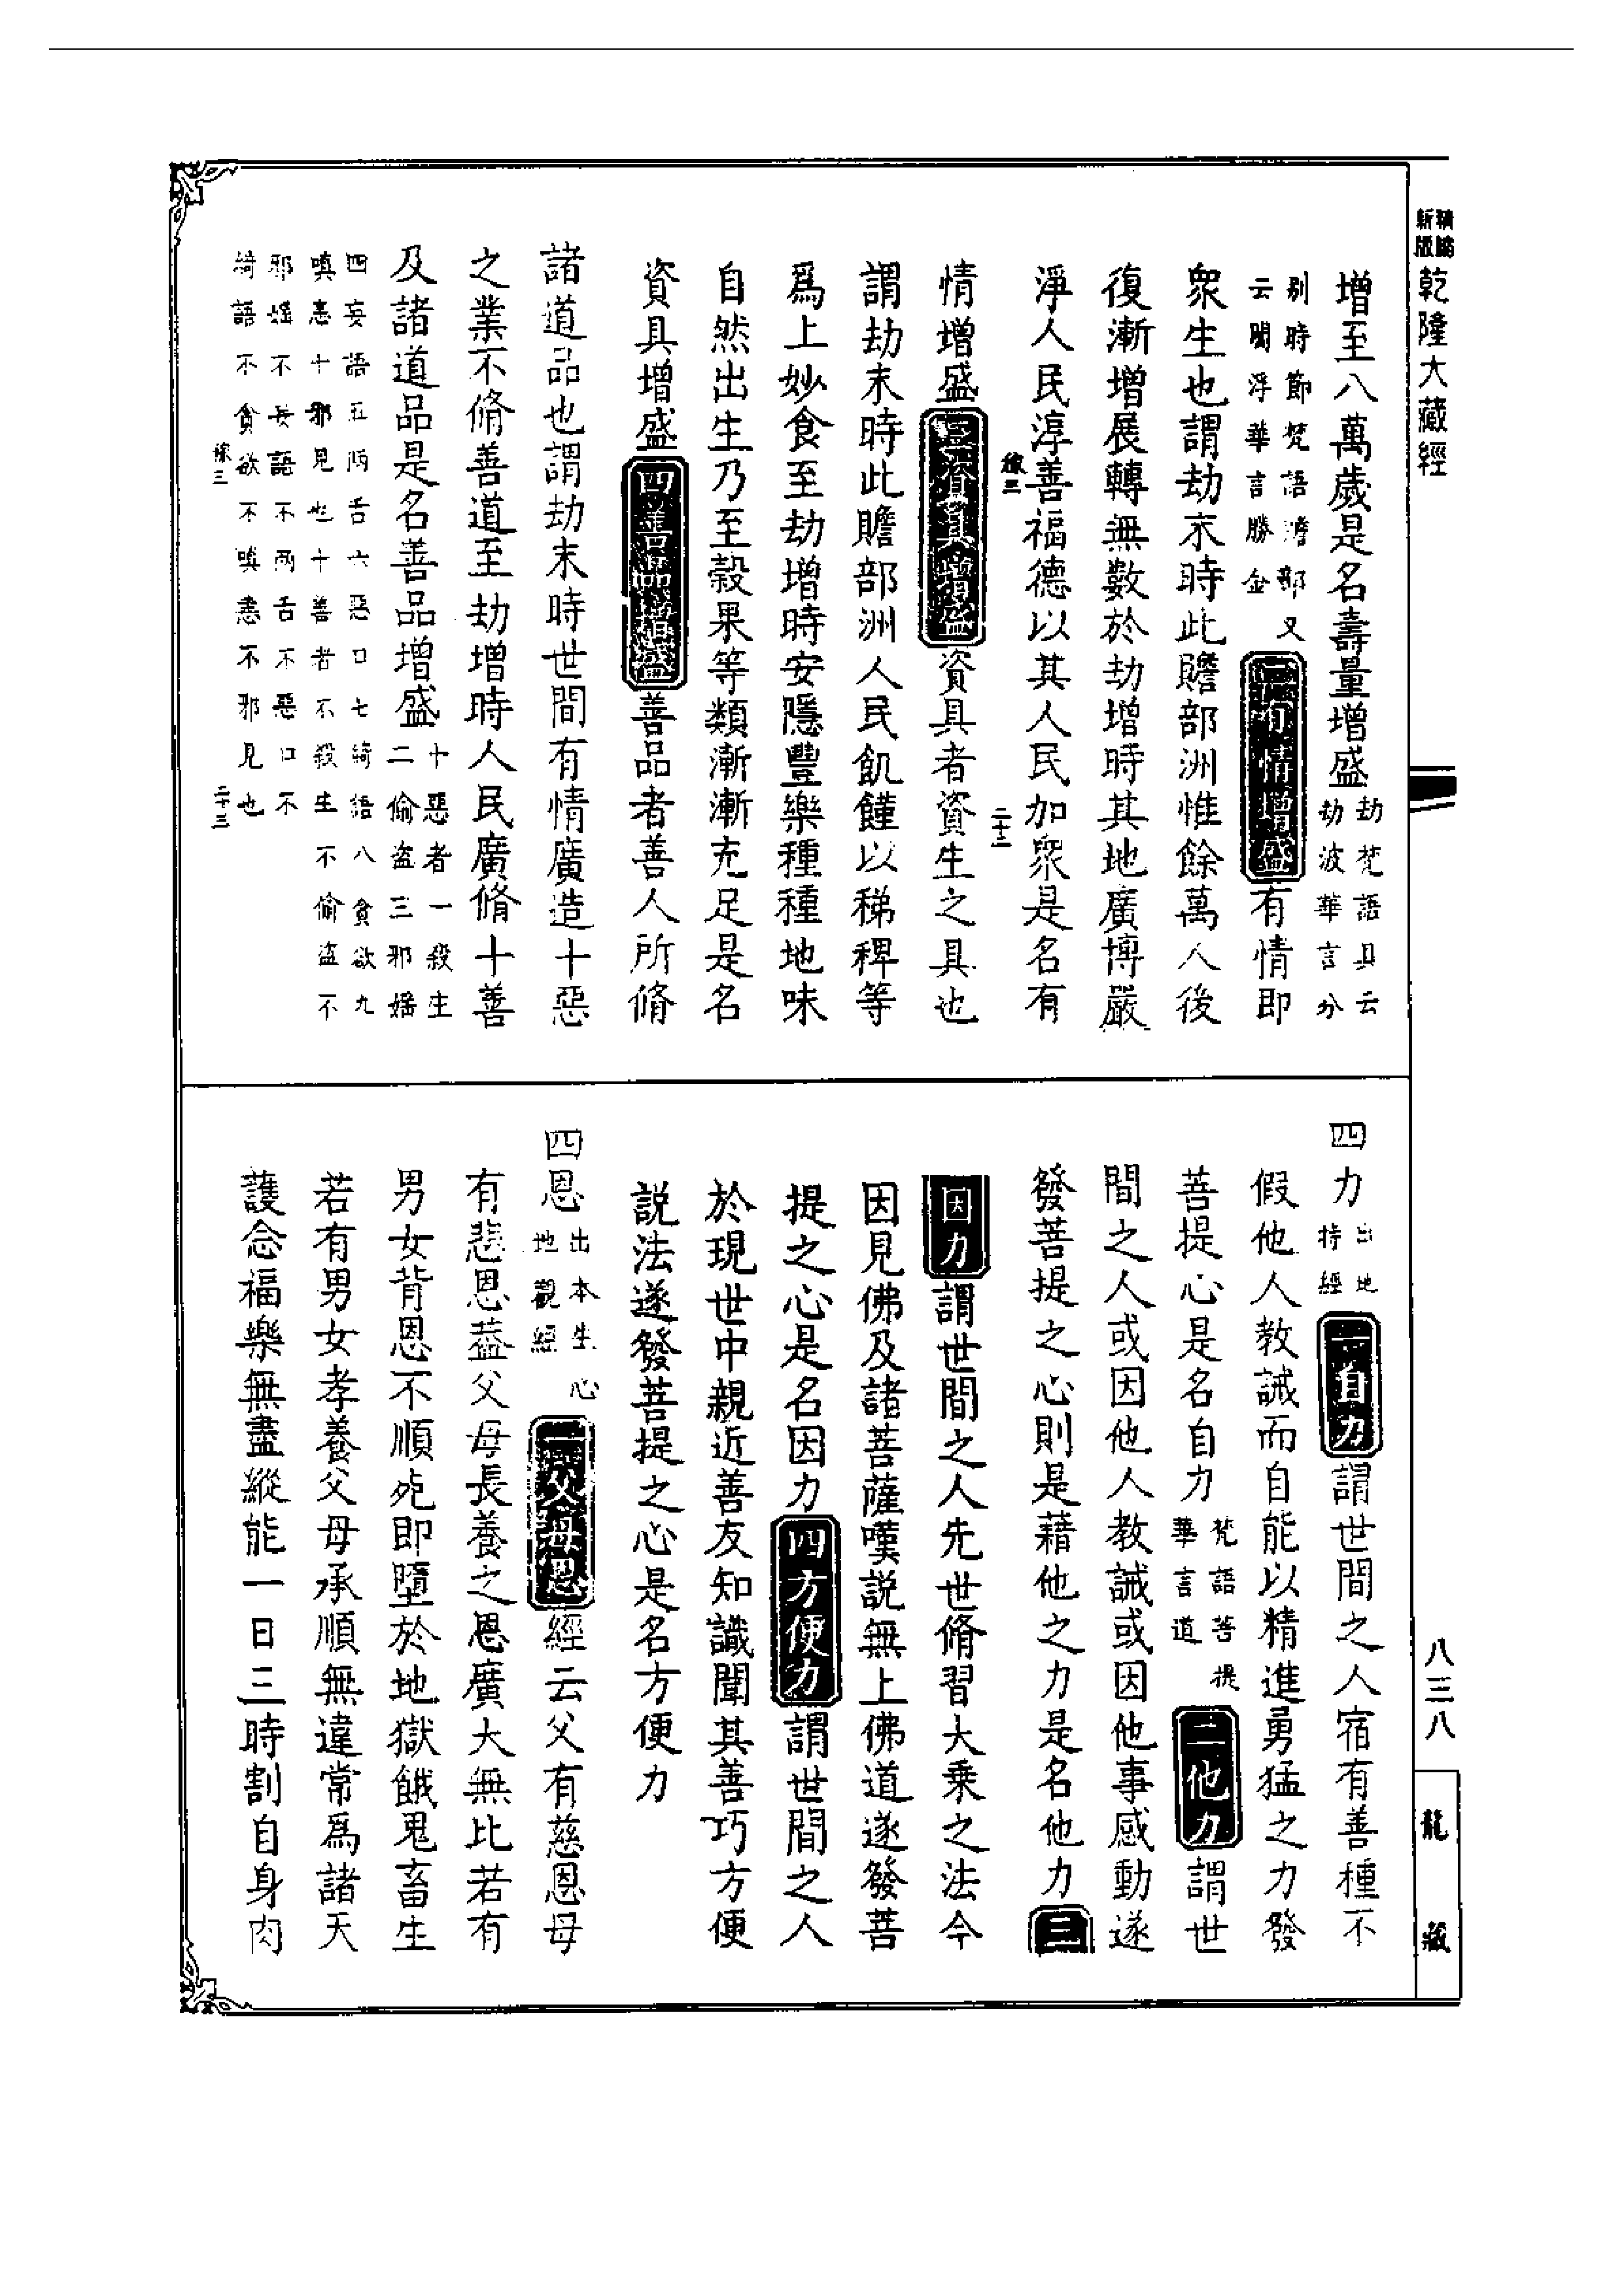 精縮新版 乾隆大藏經
增至八萬歲是名壽量增盛劫梵語具云劫波華言分
別時節梵語贍部又云閻浮華言勝金二有情增盛有情即
衆生也謂劫末時此贍部洲惟餘萬人後
復漸增展轉無數於劫增時其地廣博嚴
淨人民淳善福德以其人民加衆是名有
情增盛三資具增盛資具者資生之具也
謂劫末時此贍部洲人民飢饉以稊稗等
爲上妙食至劫增時安隱豐樂種種地味
自然出生乃至穀果等類漸漸充足是名
資具增盛四善品增盛善品者善人所脩
諸道品也謂劫末時世間有情廣造十惡
之業不脩善道至劫增時人民廣脩十善
及諸道品是名善品增盛十惡者一殺生二偷盜三邪婬
四妄語五兩舌六惡口七綺語八貪欲九嗔恚十邪見也十善者不殺生不偷盜不
邪婬不妄語不兩舌不惡口不綺語不貪欲不嗔恚不邪見也
四力出地持經一自力謂世間之人宿有善種不
假他人教誡而自能以精進勇猛之力發
菩提心是名自力梵語菩提華言道二他力謂世
間之人或因他人教誡或因他事感動遂
發菩提之心則是藉他之力是名他力三
因力謂世間之人先世脩習大乘之法今
因見佛及諸菩薩嘆説無上佛道遂發菩
提之心是名因力四方便力謂世間之人
於現世中親近善友知識聞其善巧方便
説法遂發菩提之心是名方便力
四恩出本生心地觀經一父母恩經云父有慈恩母
有悲恩葢父母長養之恩廣大無比若有
男女背恩不順死即墮於地獄餓鬼畜生
若有男女孝養父母承順無違常爲諸天
護念福樂無盡縱能一日三時割自身肉
二十二
二十三
八三八
龍藏